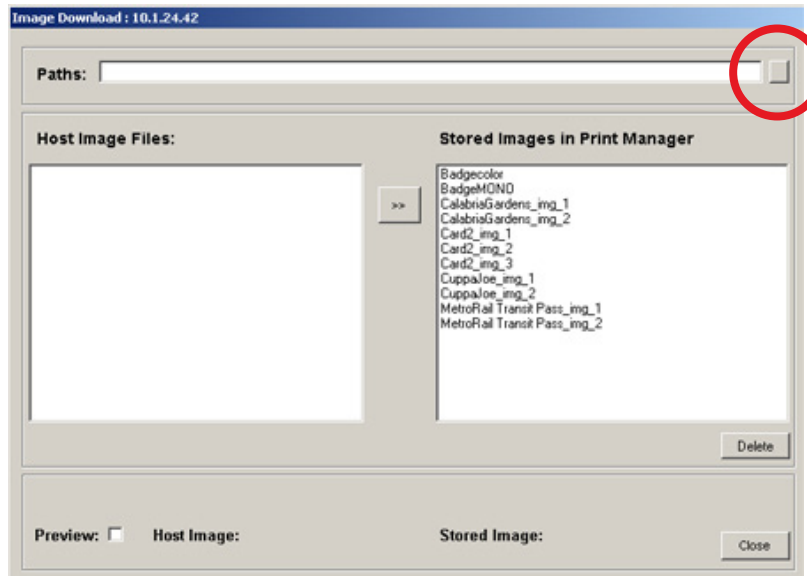 Image Download : 10.1.24.42
Paths:
Host Image Files:
Stored Images in Print Manager
>>
Badgecolor
BadgeMONO
CalabriaGardens_img_1
CalabriaGardens_img_2
Card2_img_1
Card2_img_2
Card2_img_3
CuppaJoe_img_1
CuppaJoe_img_2
MetroRail Transit Pass_img_1
MetroRail Transit Pass_img_2
Delete
Preview:
Host Image:
Stored Image:
Close